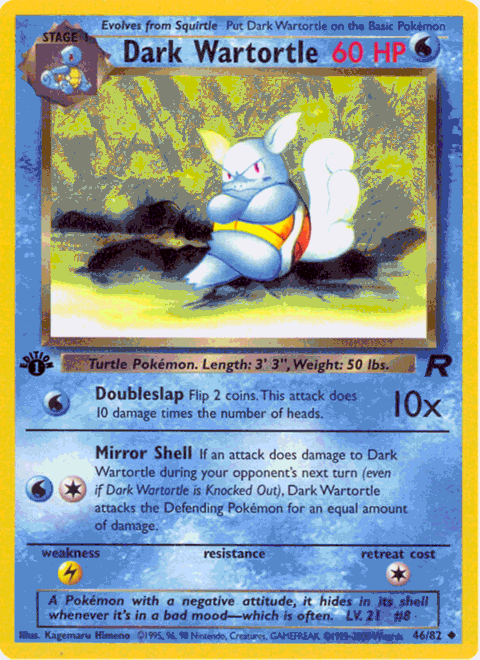 Evolves from Squirtle Put Dark Wartortle on the Basic Pokémon
STAGE 1
Dark Wartortle 60 HP
EDITION
1
Turtle Pokémon. Length: 3' 3", Weight: 50 lbs.
R
Doubleslap Flip 2 coins. This attack does
10 damage times the number of heads.
10x
Mirror Shell If an attack does damage to Dark
Wartortle during your opponent's next turn (even
if Dark Wartortle is Knocked Out), Dark Wartortle
attacks the Defending Pokémon for an equal amount
of damage.
weakness resistance retreat cost
A Pokémon with a negative attitude, it hides in its shell
whenever it's in a bad mood—which is often. LV. 21 #8
Illus. Kagemaru Himeno ©1995, 96, 98 Nintendo, Creatures, GAMEFREAK. Wizards 46/82